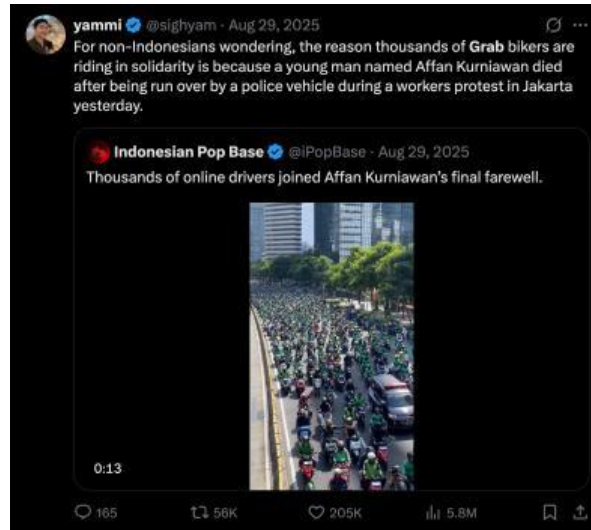 yammi @sighyam · Aug 29, 2025
For non-Indonesians wondering, the reason thousands of Grab bikers are
riding in solidarity is because a young man named Affan Kurniawan died
after being run over by a police vehicle during a workers protest in Jakarta
yesterday.
Indonesian Pop Base @iPopBase · Aug 29, 2025
Thousands of online drivers joined Affan Kurniawan's final farewell.
0:13
165 56K 205K 5.8M